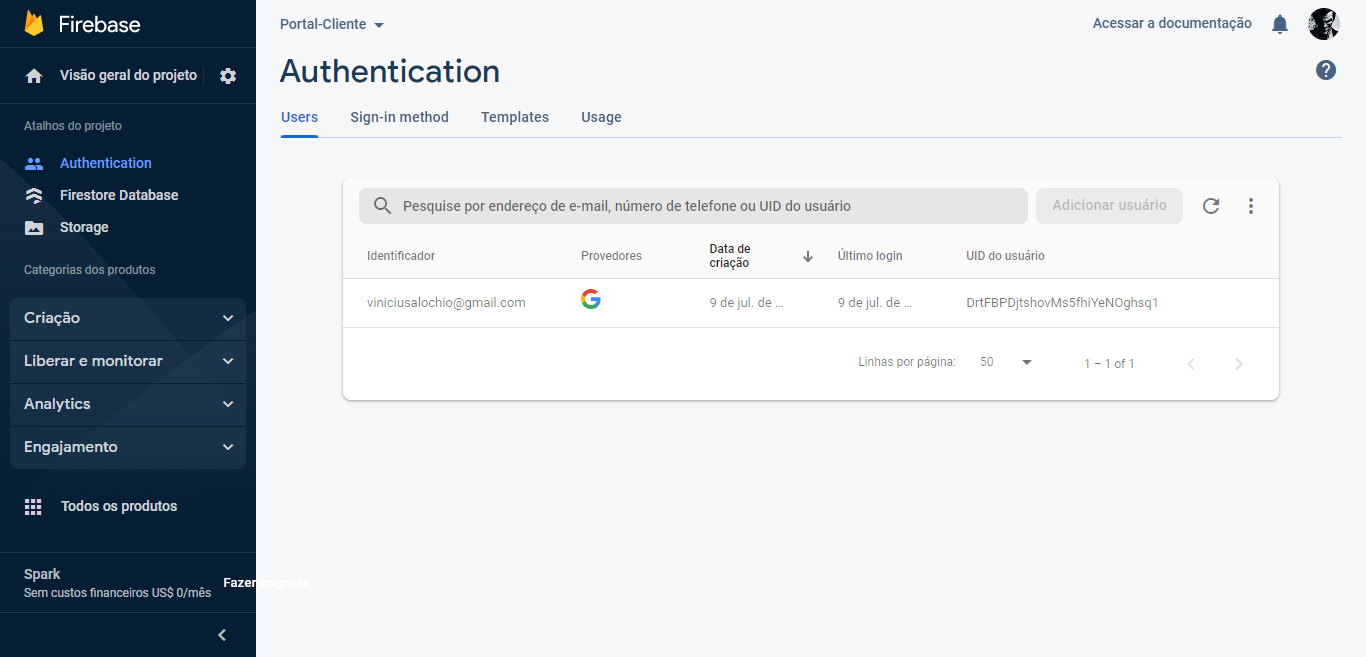 Firebase
Visão geral do projeto
Atalhos do projeto
Authentication
Firestore Database
Storage
Categorias dos produtos
Criação
Liberar e monitorar
Analytics
Engajamento
Todos os produtos
Spark
Sem custos financeiros US$ 0/mês
Fazer upgrade
Portal-Cliente
Acessar a documentação
Authentication
Users Sign-in method Templates Usage
Pesquise por endereço de e-mail, número de telefone ou UID do usuário
Adicionar usuário
Identificador Provedores Data de criação Último login UID do usuário
viniciusalochio@gmail.com 9 de jul. de ... 9 de jul. de ... DrtFBPDjtshovMs5fhiYeNOghsq1
Linhas por página: 50 1 – 1 of 1